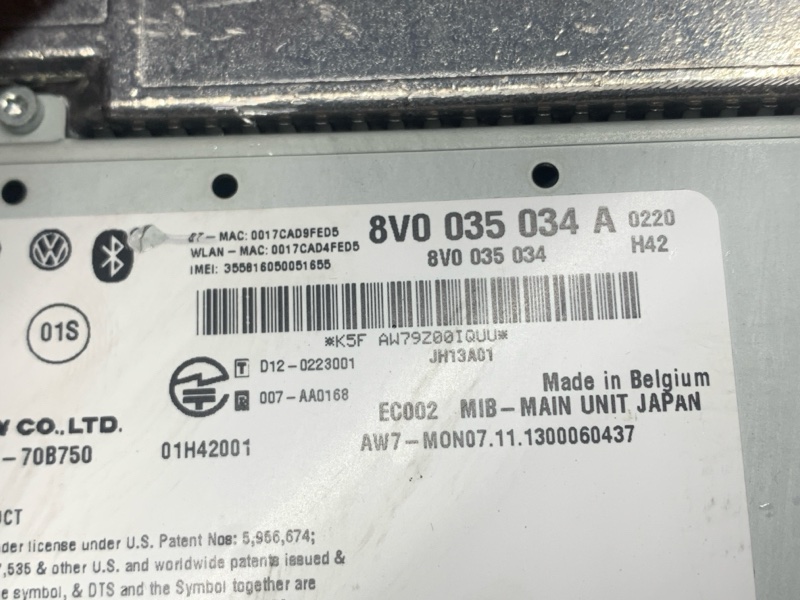 BT - MAC: 0017CAD9FED5
WLAN - MAC: 0017CAD4FED5
IMEI: 355816050051655
8V0 035 034 A 0220
8V0 035 034 H42
*K5F AW79Z00IQUU*
JH13A01
01S
T D12-0223001
R 007-AA0168
Made in Belgium
EC002 MIB-MAIN UNIT JAPAN
CO.,LTD.
-70B750
01H42001
AW7-MON07.11.1300060437
under license under U.S. Patent Nos: 5,956,674;
,535 & other U.S. and worldwide patents issued &
symbol, & DTS and the Symbol together are